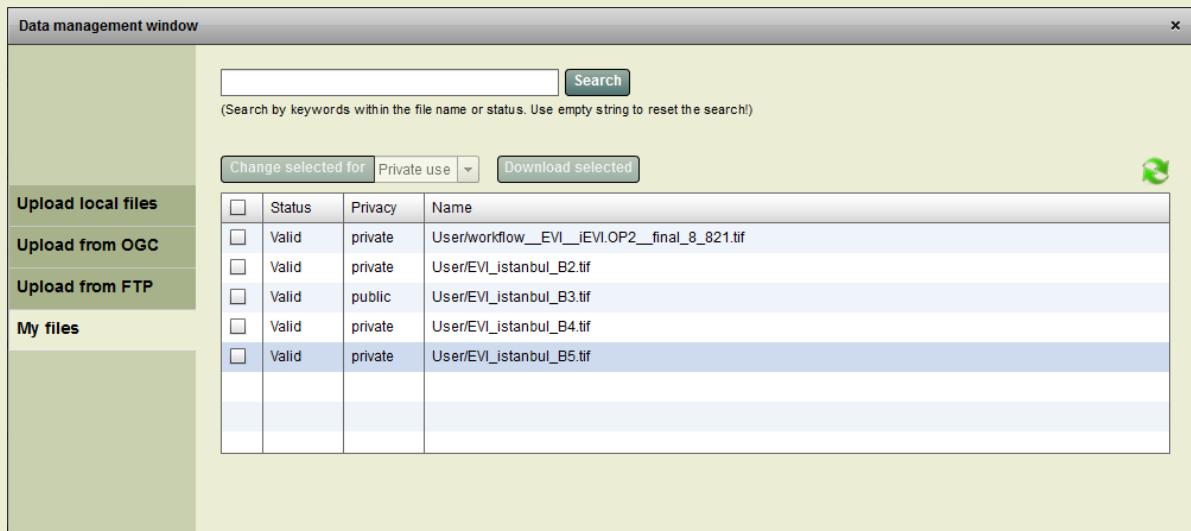 Data management window
Search
(Search by keywords within the file name or status. Use empty string to reset the search!)
Change selected for Private use Download selected
Upload local files
Upload from OGC
Upload from FTP
My files
Status Privacy Name
Valid private User/workflow__EVI__iEVI.OP2__final_8_821.tif
Valid private User/EVI_istanbul_B2.tif
Valid public User/EVI_istanbul_B3.tif
Valid private User/EVI_istanbul_B4.tif
Valid private User/EVI_istanbul_B5.tif